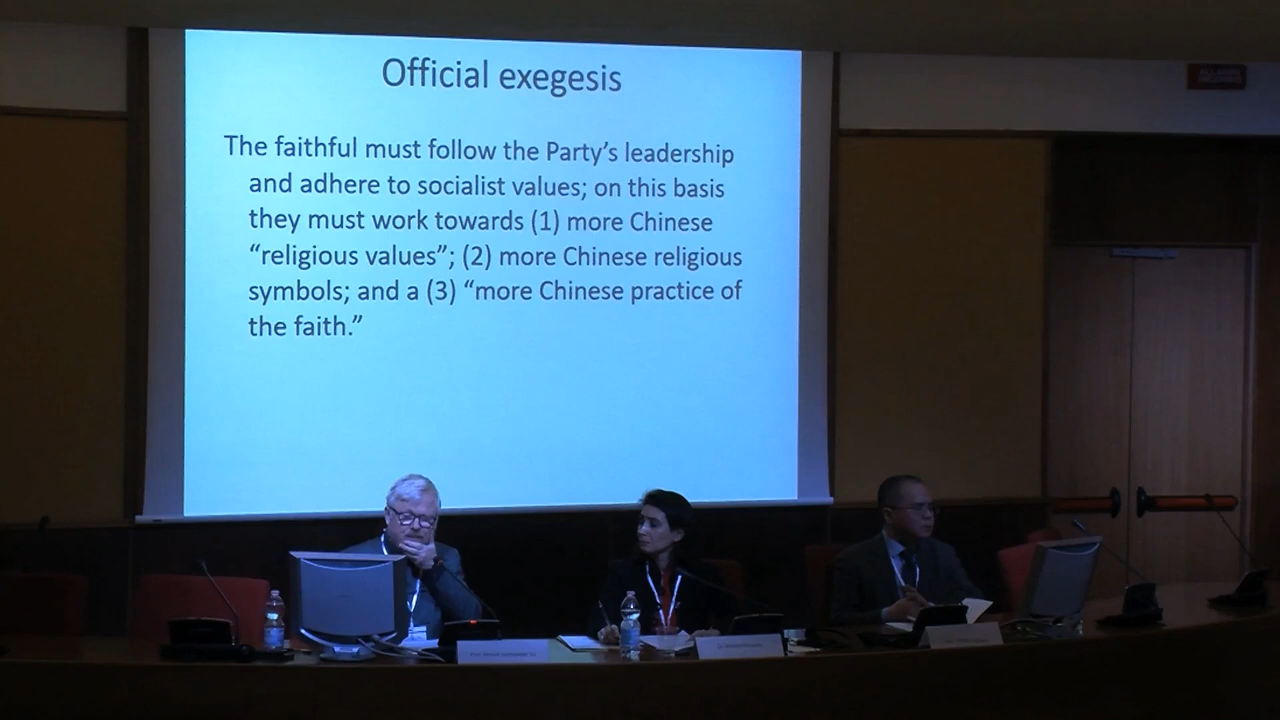 Official exegesis
The faithful must follow the Party’s leadership
and adhere to socialist values; on this basis
they must work towards (1) more Chinese
“religious values”; (2) more Chinese religious
symbols; and a (3) “more Chinese practice of
the faith.”